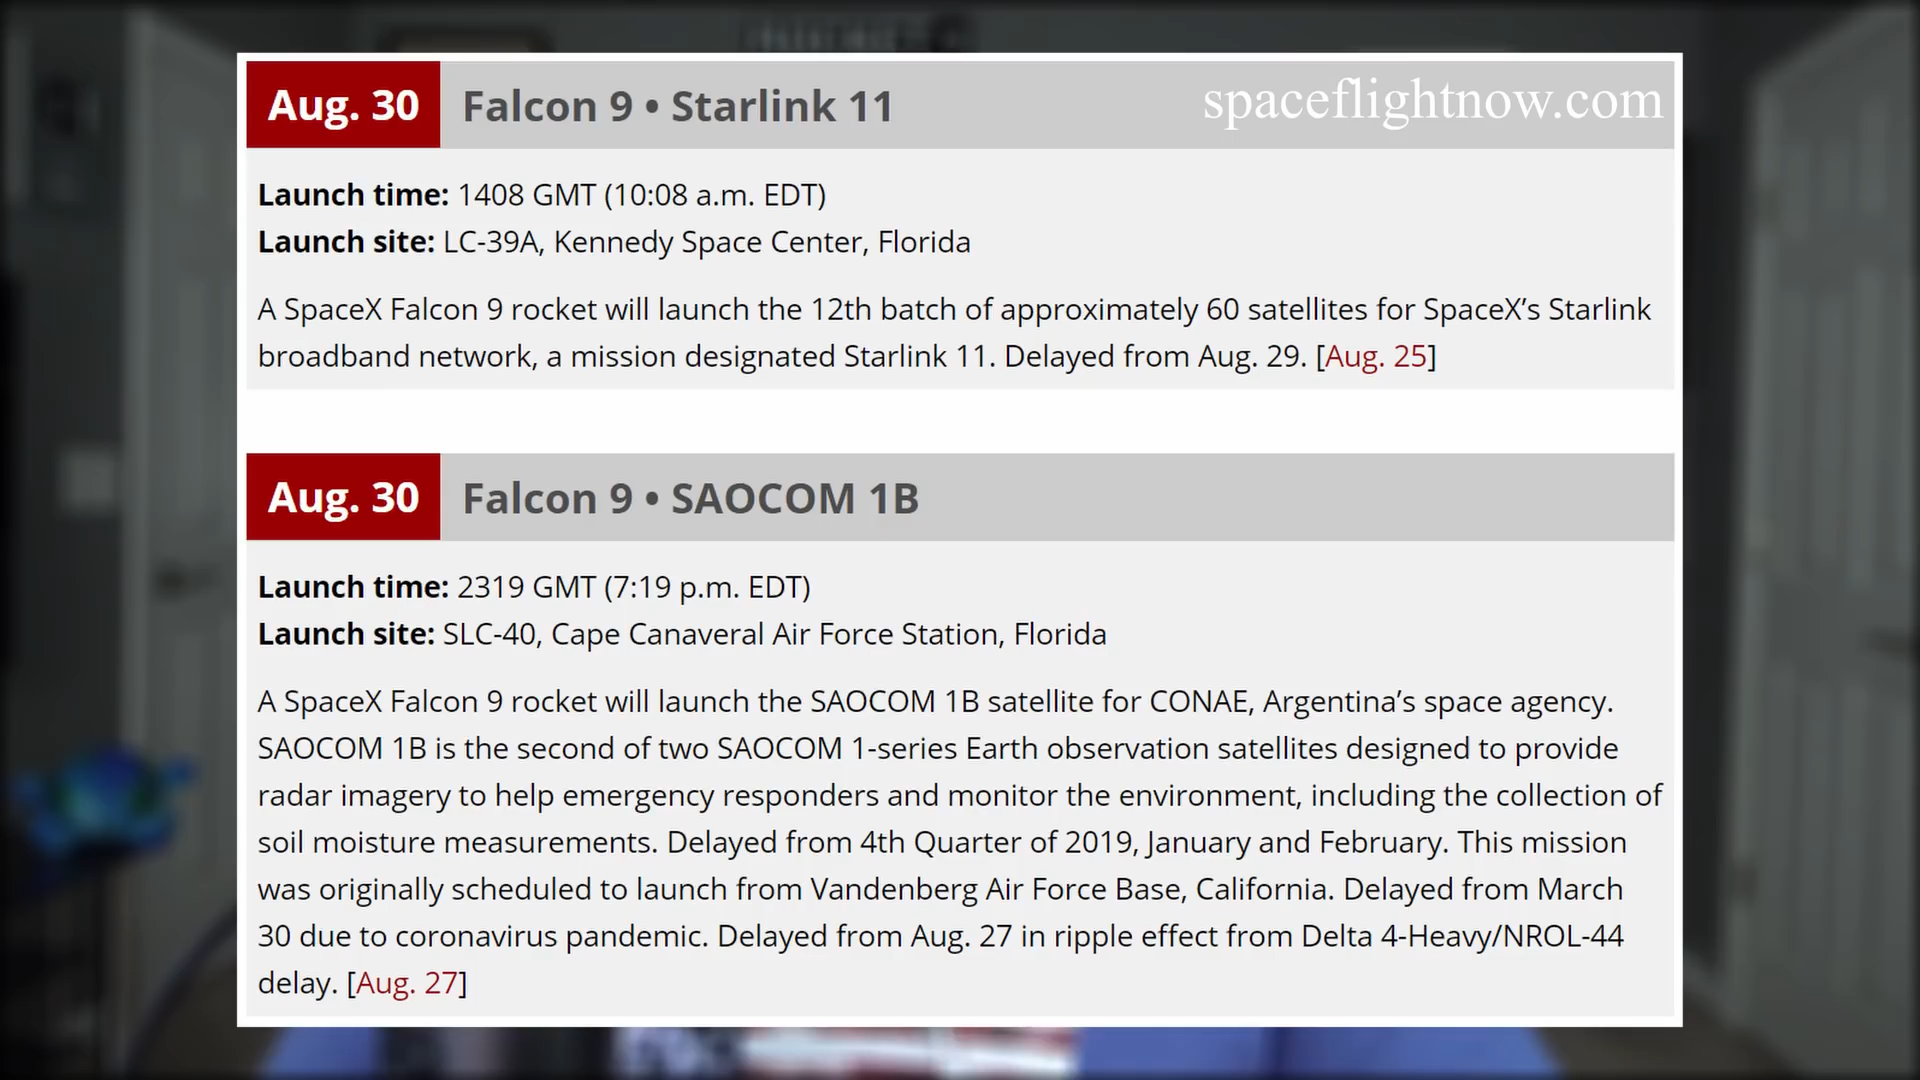 Aug. 30
Falcon 9 • Starlink 11
spaceflightnow.com
Launch time: 1408 GMT (10:08 a.m. EDT)
Launch site: LC-39A, Kennedy Space Center, Florida
A SpaceX Falcon 9 rocket will launch the 12th batch of approximately 60 satellites for SpaceX’s Starlink
broadband network, a mission designated Starlink 11. Delayed from Aug. 29. [Aug. 25]
Aug. 30
Falcon 9 • SAOCOM 1B
Launch time: 2319 GMT (7:19 p.m. EDT)
Launch site: SLC-40, Cape Canaveral Air Force Station, Florida
A SpaceX Falcon 9 rocket will launch the SAOCOM 1B satellite for CONAE, Argentina’s space agency.
SAOCOM 1B is the second of two SAOCOM 1-series Earth observation satellites designed to provide
radar imagery to help emergency responders and monitor the environment, including the collection of
soil moisture measurements. Delayed from 4th Quarter of 2019, January and February. This mission
was originally scheduled to launch from Vandenberg Air Force Base, California. Delayed from March
30 due to coronavirus pandemic. Delayed from Aug. 27 in ripple effect from Delta 4-Heavy/NROL-44
delay. [Aug. 27]